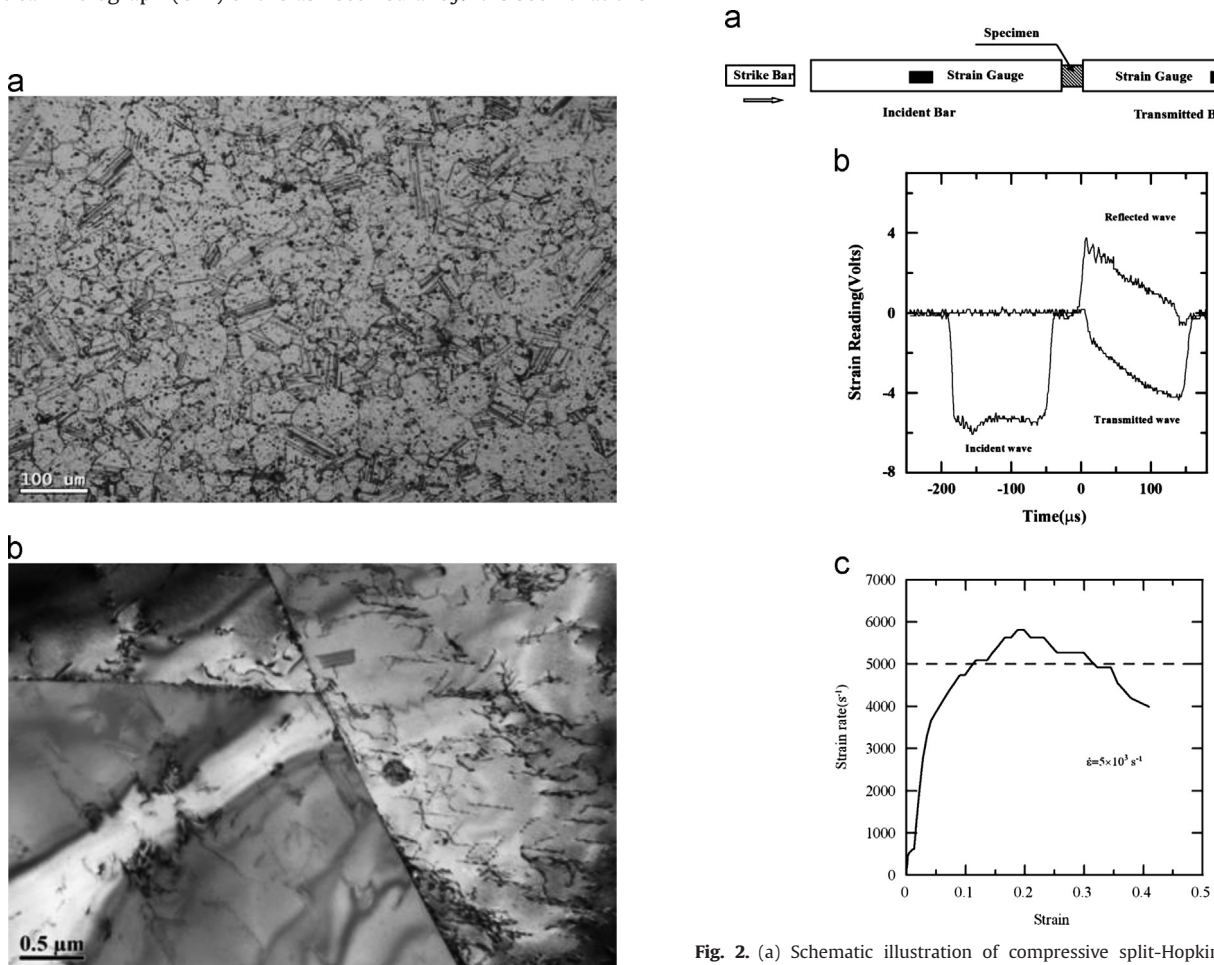 a
100 um
b
0.5 μm
a
Specimen
Strike Bar
Strain Gauge
Strain Gauge
Incident Bar
Transmitted B
b
Strain Reading(Volts)
4
0
-4
-8
Reflected wave
Transmitted wave
Incident wave
-200 -100 0 100
Time(μs)
c
Strain rate(s⁻¹)
7000
6000
5000
4000
3000
2000
1000
0
ε̇=5×10³ s⁻¹
0 0.1 0.2 0.3 0.4 0.5
Strain
Fig. 2. (a) Schematic illustration of compressive split-Hopkin